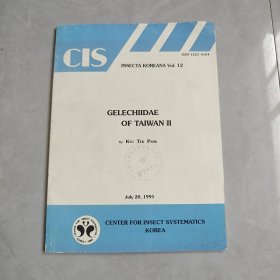 CIS
INSECTA KOREANA Vol. 12
GELECHIIDAE
OF TAIWAN II
by KYU TEK PARK
July 20, 1995
CENTER FOR INSECT SYSTEMATICS
KOREA